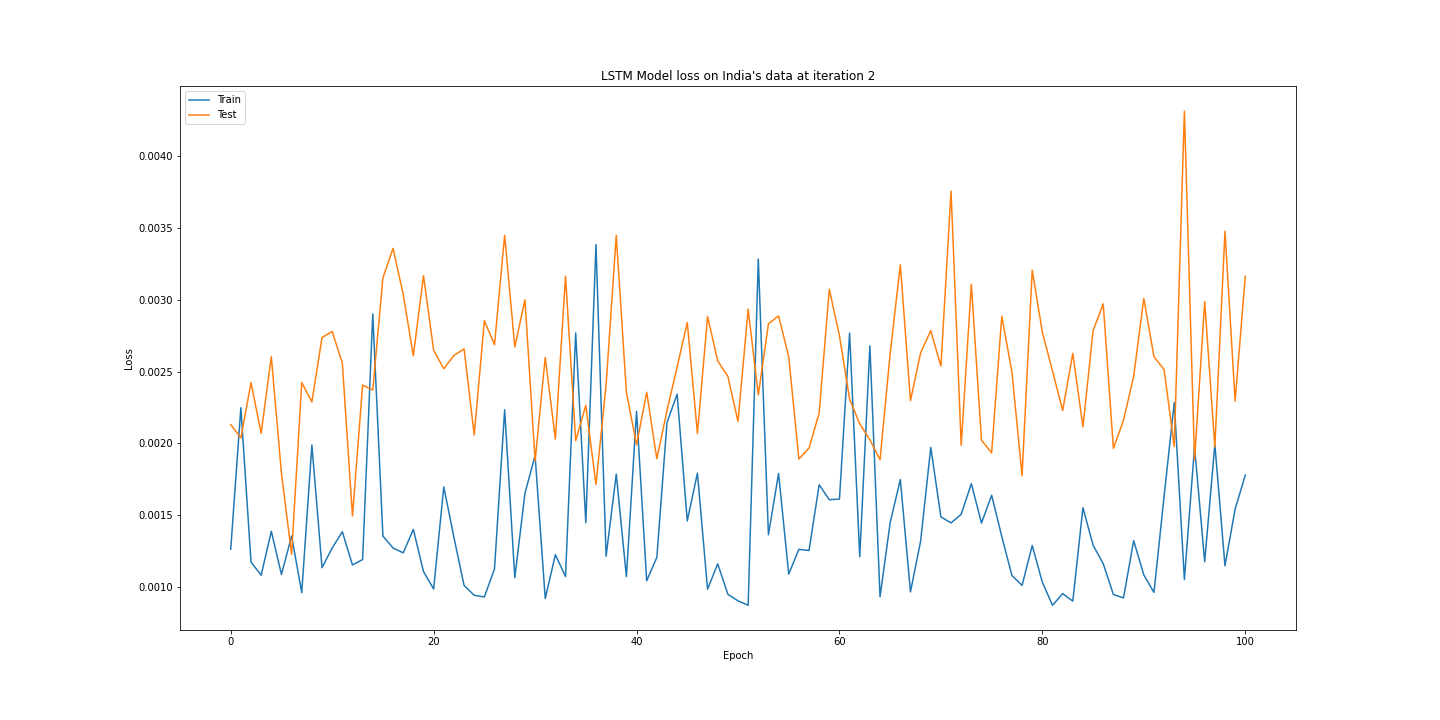 LSTM Model loss on India's data at iteration 2
Train
Test
0.0040
0.0035
0.0030
0.0025
0.0020
0.0015
0.0010
Loss
0 20 40 60 80 100
Epoch